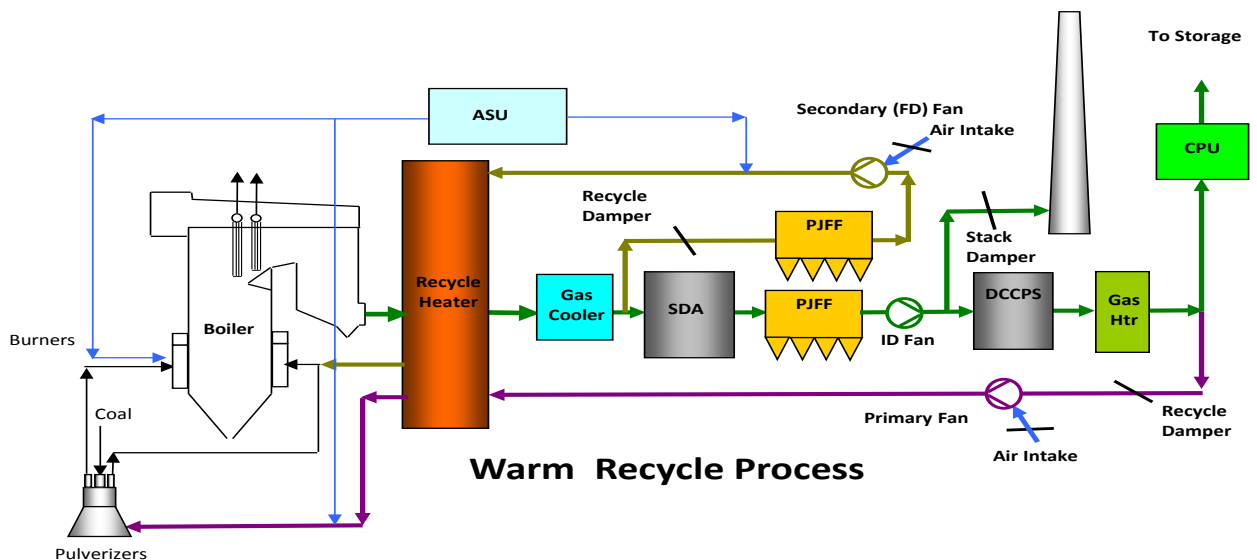 To Storage
Secondary (FD) Fan
Air Intake
ASU
CPU
Recycle
Damper
PJFF
Stack
Damper
Recycle
Heater
Gas
Cooler
SDA
PJFF
DCCPS
Gas
Htr
Boiler
Burners
ID Fan
Coal
Primary Fan
Recycle
Damper
Air Intake
Warm Recycle Process
Pulverizers